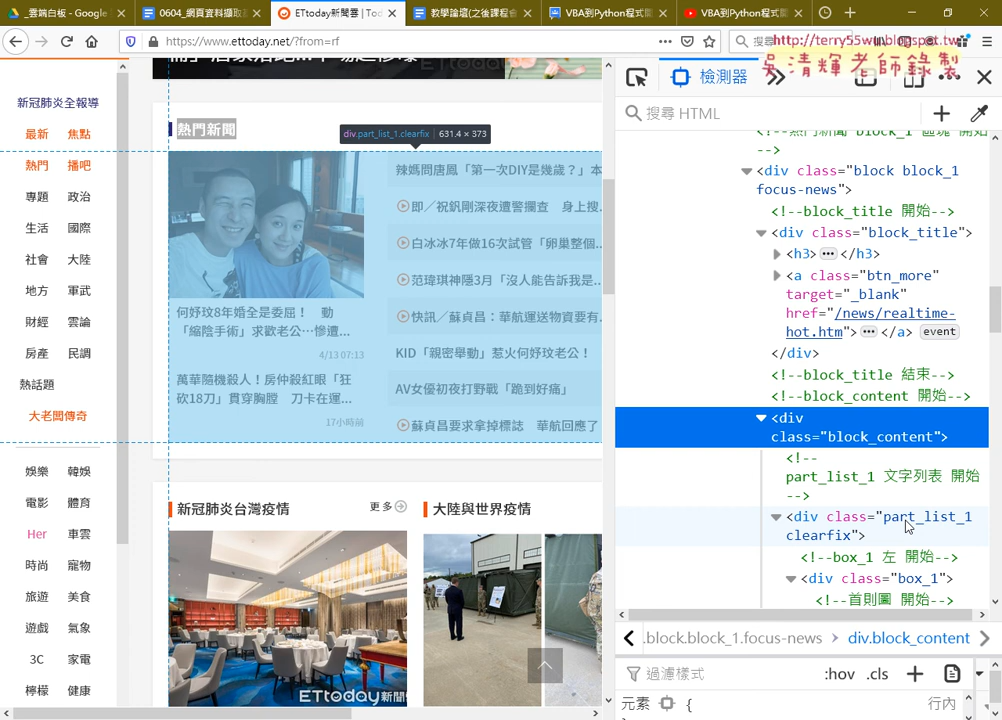 _雲端白板 - Google
0604_網頁資料擷取
ETtoday新聞雲 | To
教學論壇(之後課程
VBA到Python程式開
VBA到Python程式開
https://www.ettoday.net/?from=rf
http://terry55wu.blogspot.tw
吳清輝老師錄製
新冠肺炎全報導
最新 焦點
熱門 播吧
專題 政治
生活 國際
社會 大陸
地方 軍武
財經 雲論
房產 民調
熱話題
大老闆傳奇
娛樂 韓娛
電影 體育
Her 車雲
時尚 寵物
旅遊 美食
遊戲 氣象
3C 家電
檸檬 健康
熱門新聞
div.part_list_1.clearfix | 631.4 × 373
何妤玟8年婚全是委屈！ 動
「縮陰手術」求歡老公…慘遭...
4/13 07:13
萬華隨機殺人！房仲殺紅眼「狂
砍18刀」貫穿胸膛 刀卡在運...
17小時前
辣媽問唐鳳「第一次DIY是幾歲？」本
即／祝釩剛深夜遭警攔查 身上搜...
白冰冰7年做16次試管「卵巢整個...
范瑋琪神隱3月「沒人能告訴我是...
快訊／蘇貞昌：華航運送物資要有.
KID「親密舉動」惹火何妤玟老公！
AV女優初夜打野戰「跪到好痛」
蘇貞昌要求拿掉標誌 華航回應了
新冠肺炎台灣疫情
更多
大陸與世界疫情
ETtoday新聞
檢測器
搜尋 HTML
<!--熱門新聞 block_1 區塊 開始
-->
<div class="block block_1
focus-news">
<!--block_title 開始-->
<div class="block_title">
<h3> ••• </h3>
<a class="btn_more"
target="_blank"
href="/news/realtime-
hot.htm"> ••• </a> event
</div>
<!--block_title 結束-->
<!--block_content 開始-->
<div
class="block_content">
<!--
part_list_1 文字列表 開始
-->
<div class="part_list_1
clearfix">
<!--box_1 左 開始-->
<div class="box_1">
<!--首則圖 開始-->
.block.block_1.focus-news
div.block_content
過濾樣式
:hov .cls
元素 { 行內